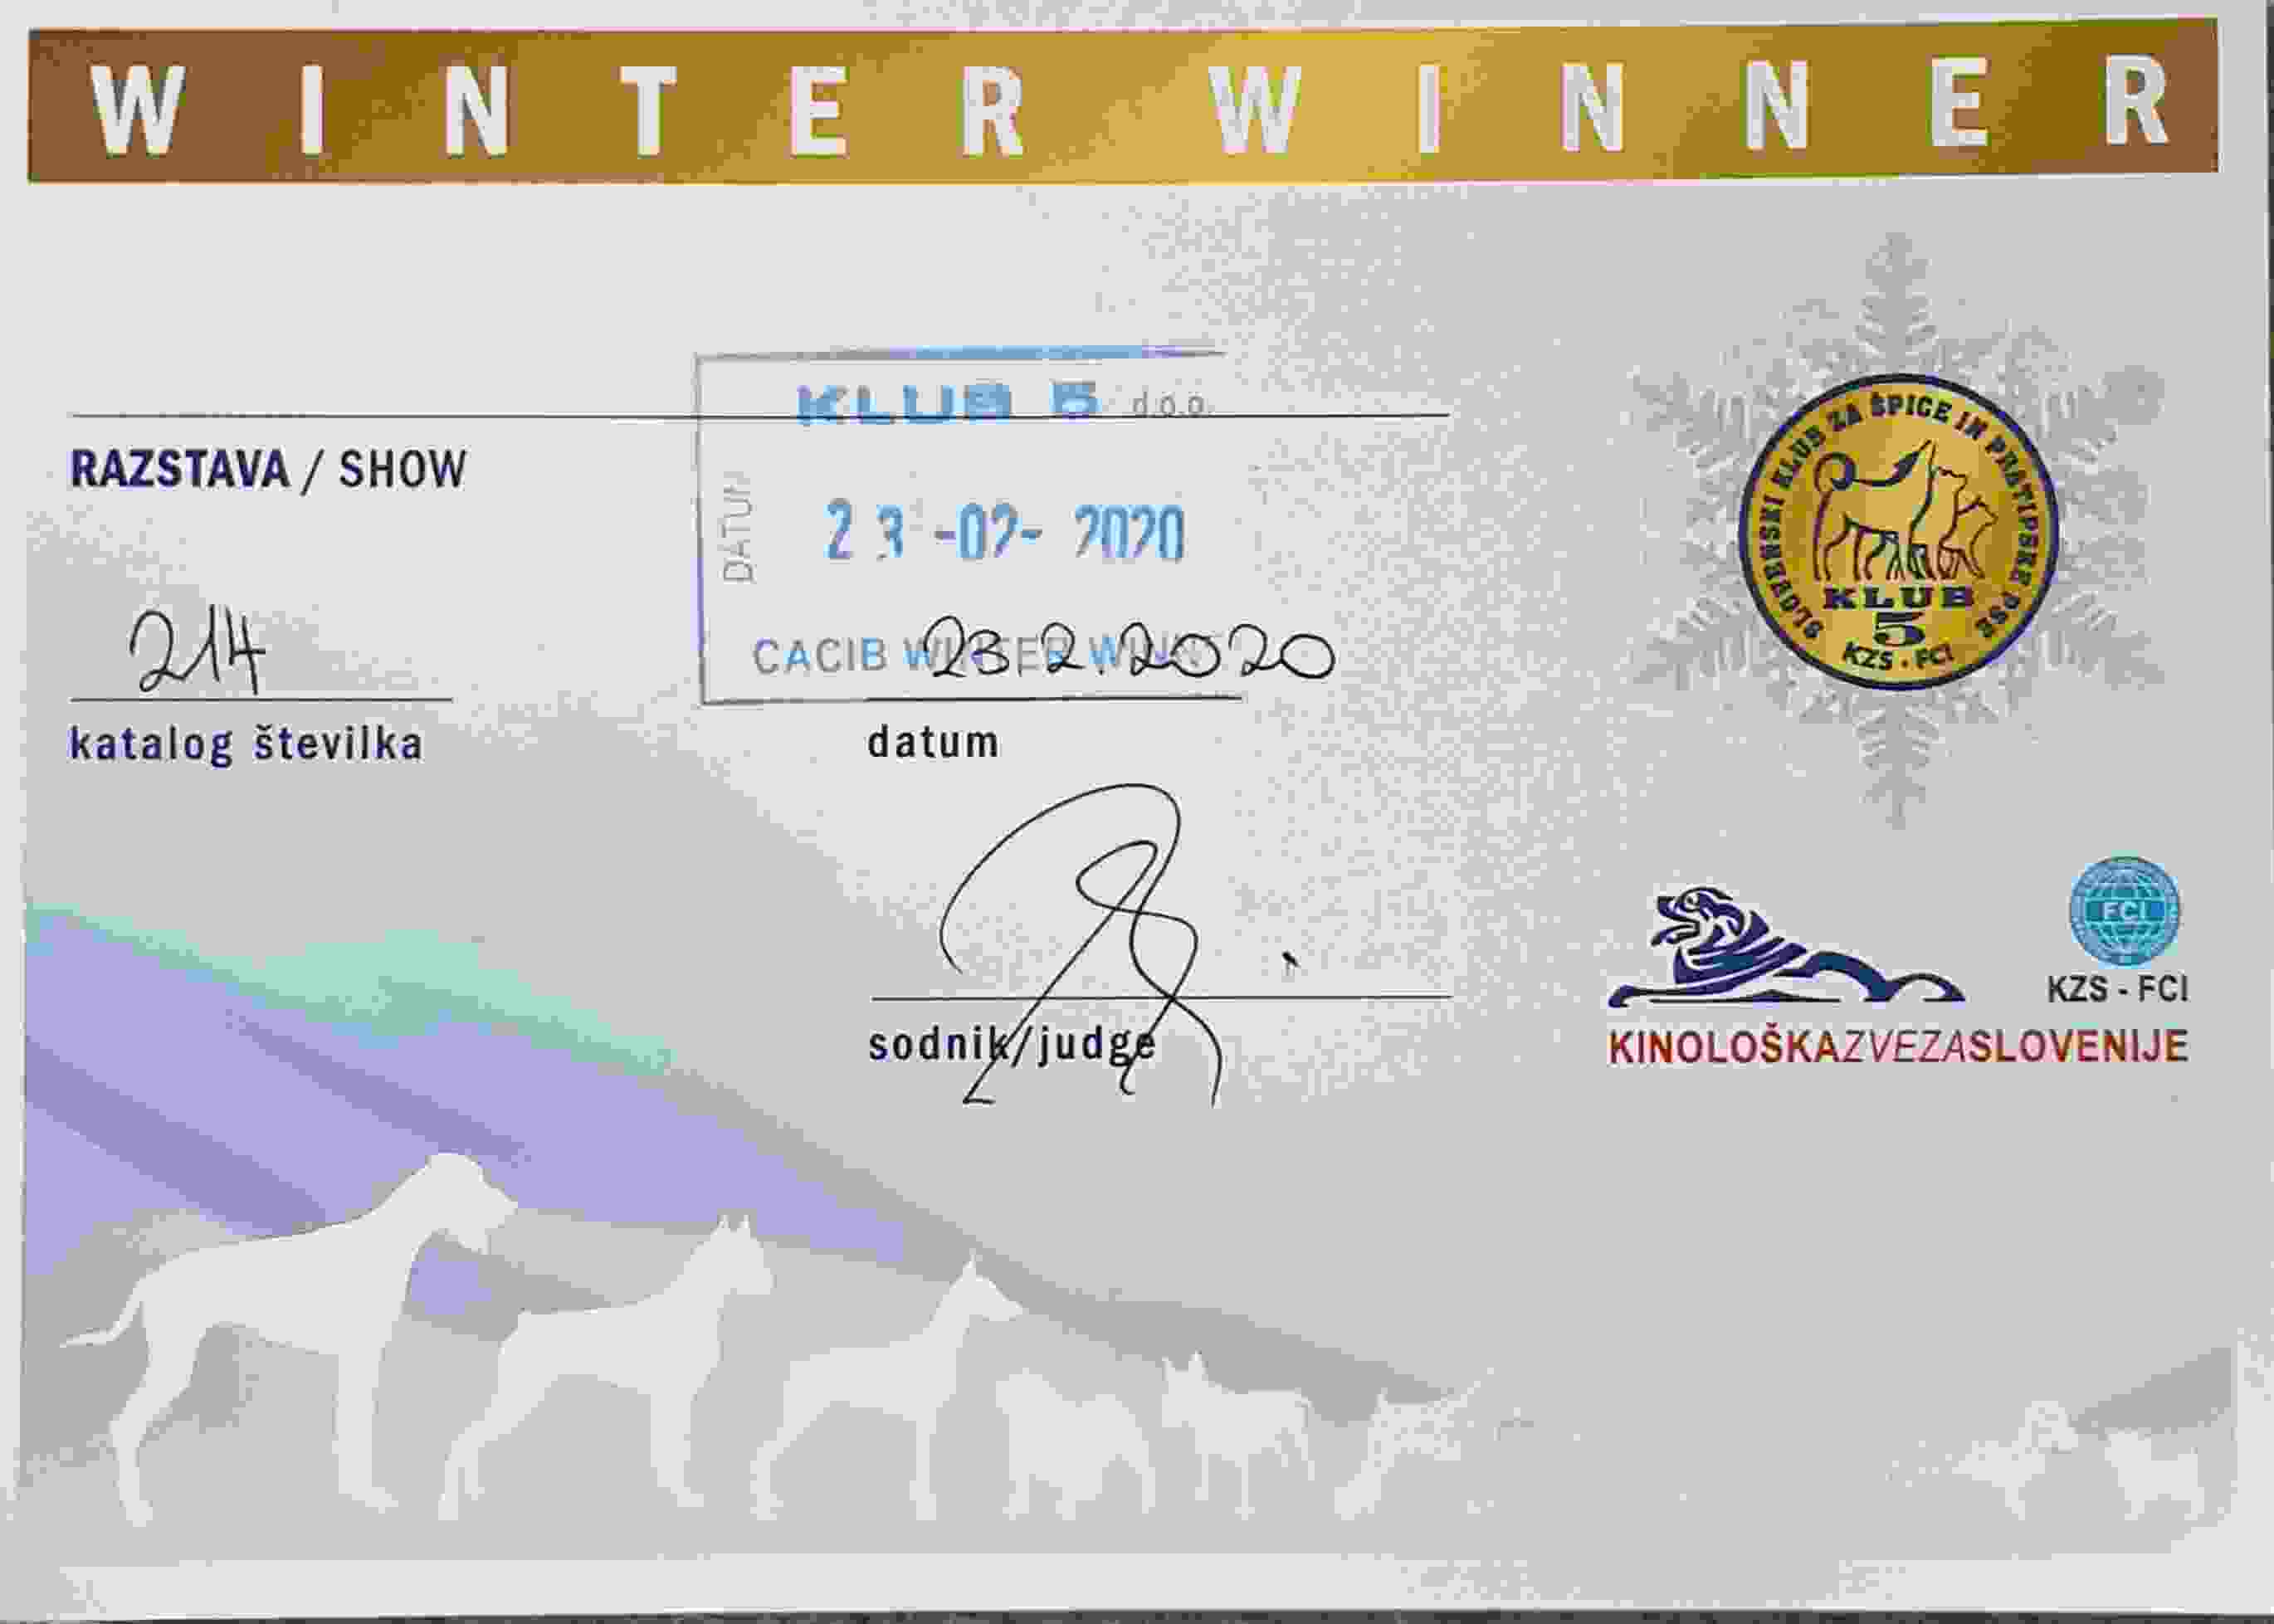 WINTER WINNER
KLUB 5 d.o.o.
RAZSTAVA / SHOW
DATUM
23 -02- 2020
214
CACIB WINTER WINNER
23.2.2020
katalog številka
datum
sodnik/judge
SLOVENSKI KLUB ZA ŠPICE IN PRATIPSKE PSE
KLUB
5
KZS - FCI
FCI
KZS - FCI
KINOLOŠKAZVEZASLOVENIJE